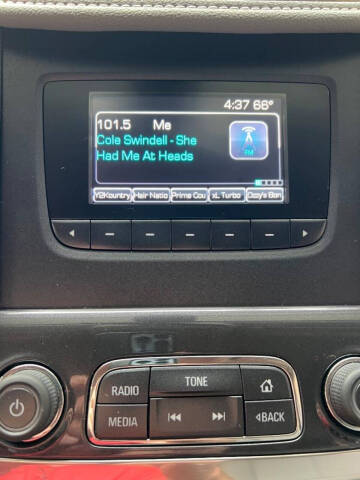 4:37 66°
101.5 Me
Cole Swindell - She
Had Me At Heads
FM
Y2Kountry Hair Natio Prime Cou xL Turbo Ozzy's Bon
RADIO TONE
MEDIA BACK